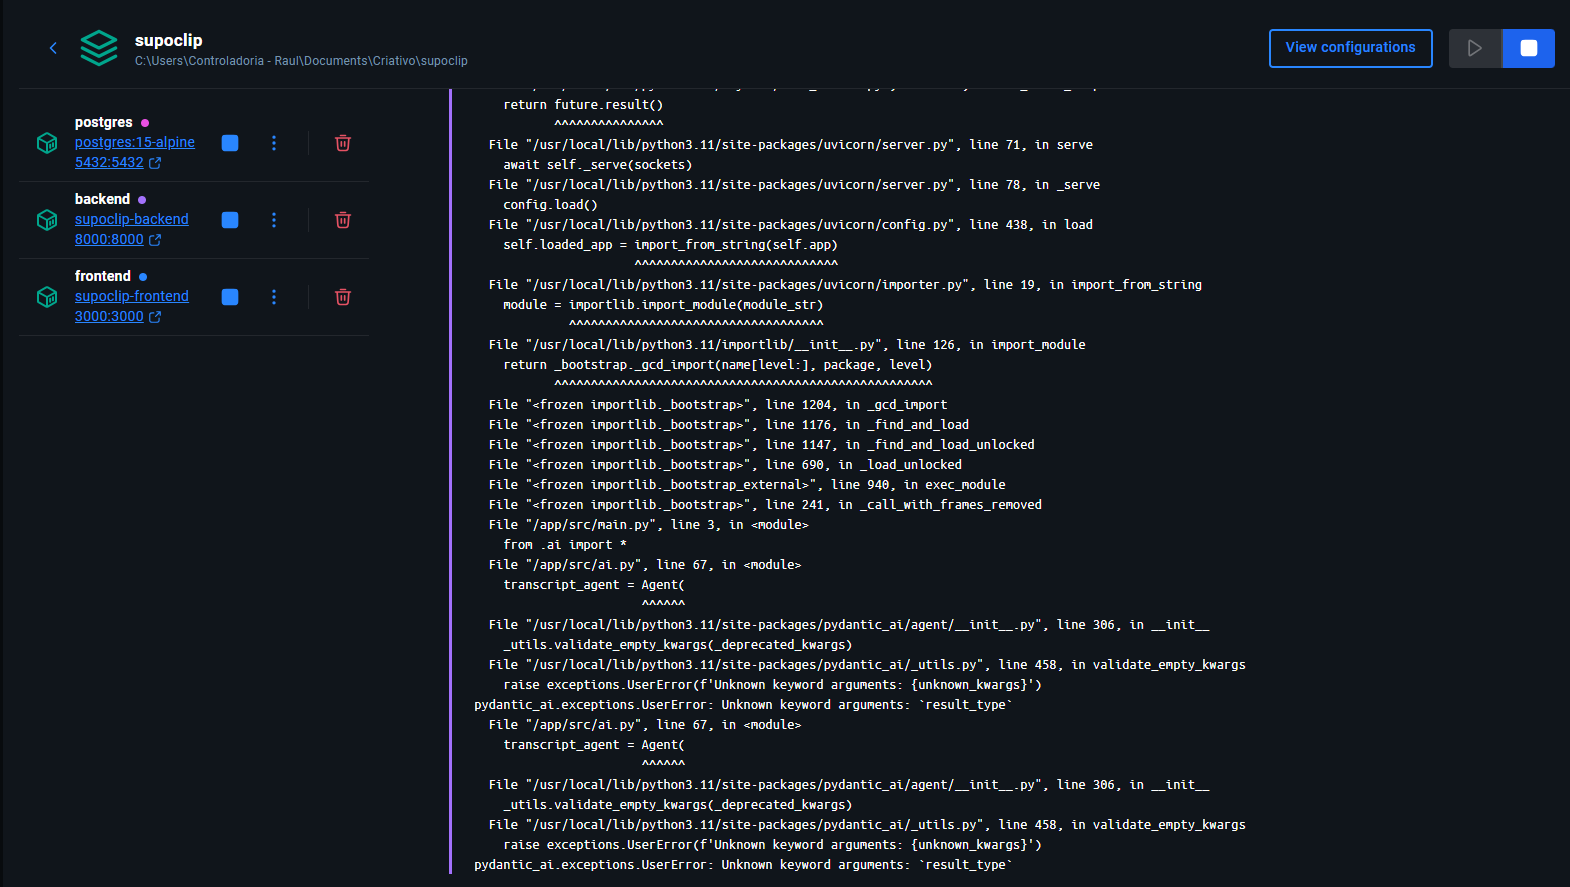 supoclip
C:\Users\Controladoria - Raul\Documents\Criativo\supoclip
View configurations
postgres
postgres:15-alpine
5432:5432
backend
supoclip-backend
8000:8000
frontend
supoclip-frontend
3000:3000
return future.result()
^^^^^^^^^^^^^^^
File "/usr/local/lib/python3.11/site-packages/uvicorn/server.py", line 71, in serve
await self._serve(sockets)
File "/usr/local/lib/python3.11/site-packages/uvicorn/server.py", line 78, in _serve
config.load()
File "/usr/local/lib/python3.11/site-packages/uvicorn/config.py", line 438, in load
self.loaded_app = import_from_string(self.app)
^^^^^^^^^^^^^^^^^^^^^^^^^^^^
File "/usr/local/lib/python3.11/site-packages/uvicorn/importer.py", line 19, in import_from_string
module = importlib.import_module(module_str)
^^^^^^^^^^^^^^^^^^^^^^^^^^^^^^^^^^^
File "/usr/local/lib/python3.11/importlib/__init__.py", line 126, in import_module
return _bootstrap._gcd_import(name[level:], package, level)
^^^^^^^^^^^^^^^^^^^^^^^^^^^^^^^^^^^^^^^^^^^^^^^^^^^^
File "<frozen importlib._bootstrap>", line 1204, in _gcd_import
File "<frozen importlib._bootstrap>", line 1176, in _find_and_load
File "<frozen importlib._bootstrap>", line 1147, in _find_and_load_unlocked
File "<frozen importlib._bootstrap>", line 690, in _load_unlocked
File "<frozen importlib._bootstrap_external>", line 940, in exec_module
File "<frozen importlib._bootstrap>", line 241, in _call_with_frames_removed
File "/app/src/main.py", line 3, in <module>
from .ai import *
File "/app/src/ai.py", line 67, in <module>
transcript_agent = Agent(
^^^^^^
File "/usr/local/lib/python3.11/site-packages/pydantic_ai/agent/__init__.py", line 306, in __init__
_utils.validate_empty_kwargs(_deprecated_kwargs)
File "/usr/local/lib/python3.11/site-packages/pydantic_ai/_utils.py", line 458, in validate_empty_kwargs
raise exceptions.UserError(f'Unknown keyword arguments: {unknown_kwargs}')
pydantic_ai.exceptions.UserError: Unknown keyword arguments: `result_type`
File "/app/src/ai.py", line 67, in <module>
transcript_agent = Agent(
^^^^^^
File "/usr/local/lib/python3.11/site-packages/pydantic_ai/agent/__init__.py", line 306, in __init__
_utils.validate_empty_kwargs(_deprecated_kwargs)
File "/usr/local/lib/python3.11/site-packages/pydantic_ai/_utils.py", line 458, in validate_empty_kwargs
raise exceptions.UserError(f'Unknown keyword arguments: {unknown_kwargs}')
pydantic_ai.exceptions.UserError: Unknown keyword arguments: `result_type`